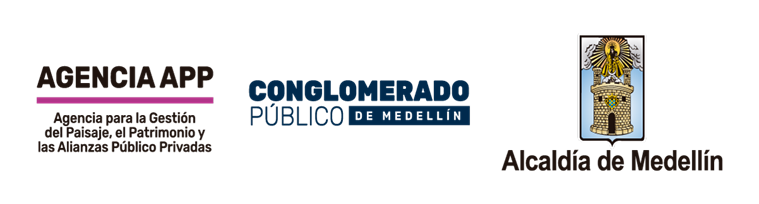 AGENCIA APP
Agencia para la Gestión
del Paisaje, el Patrimonio y
las Alianzas Público Privadas
CONGLOMERADO
PÚBLICO DE MEDELLÍN
Alcaldía de Medellín